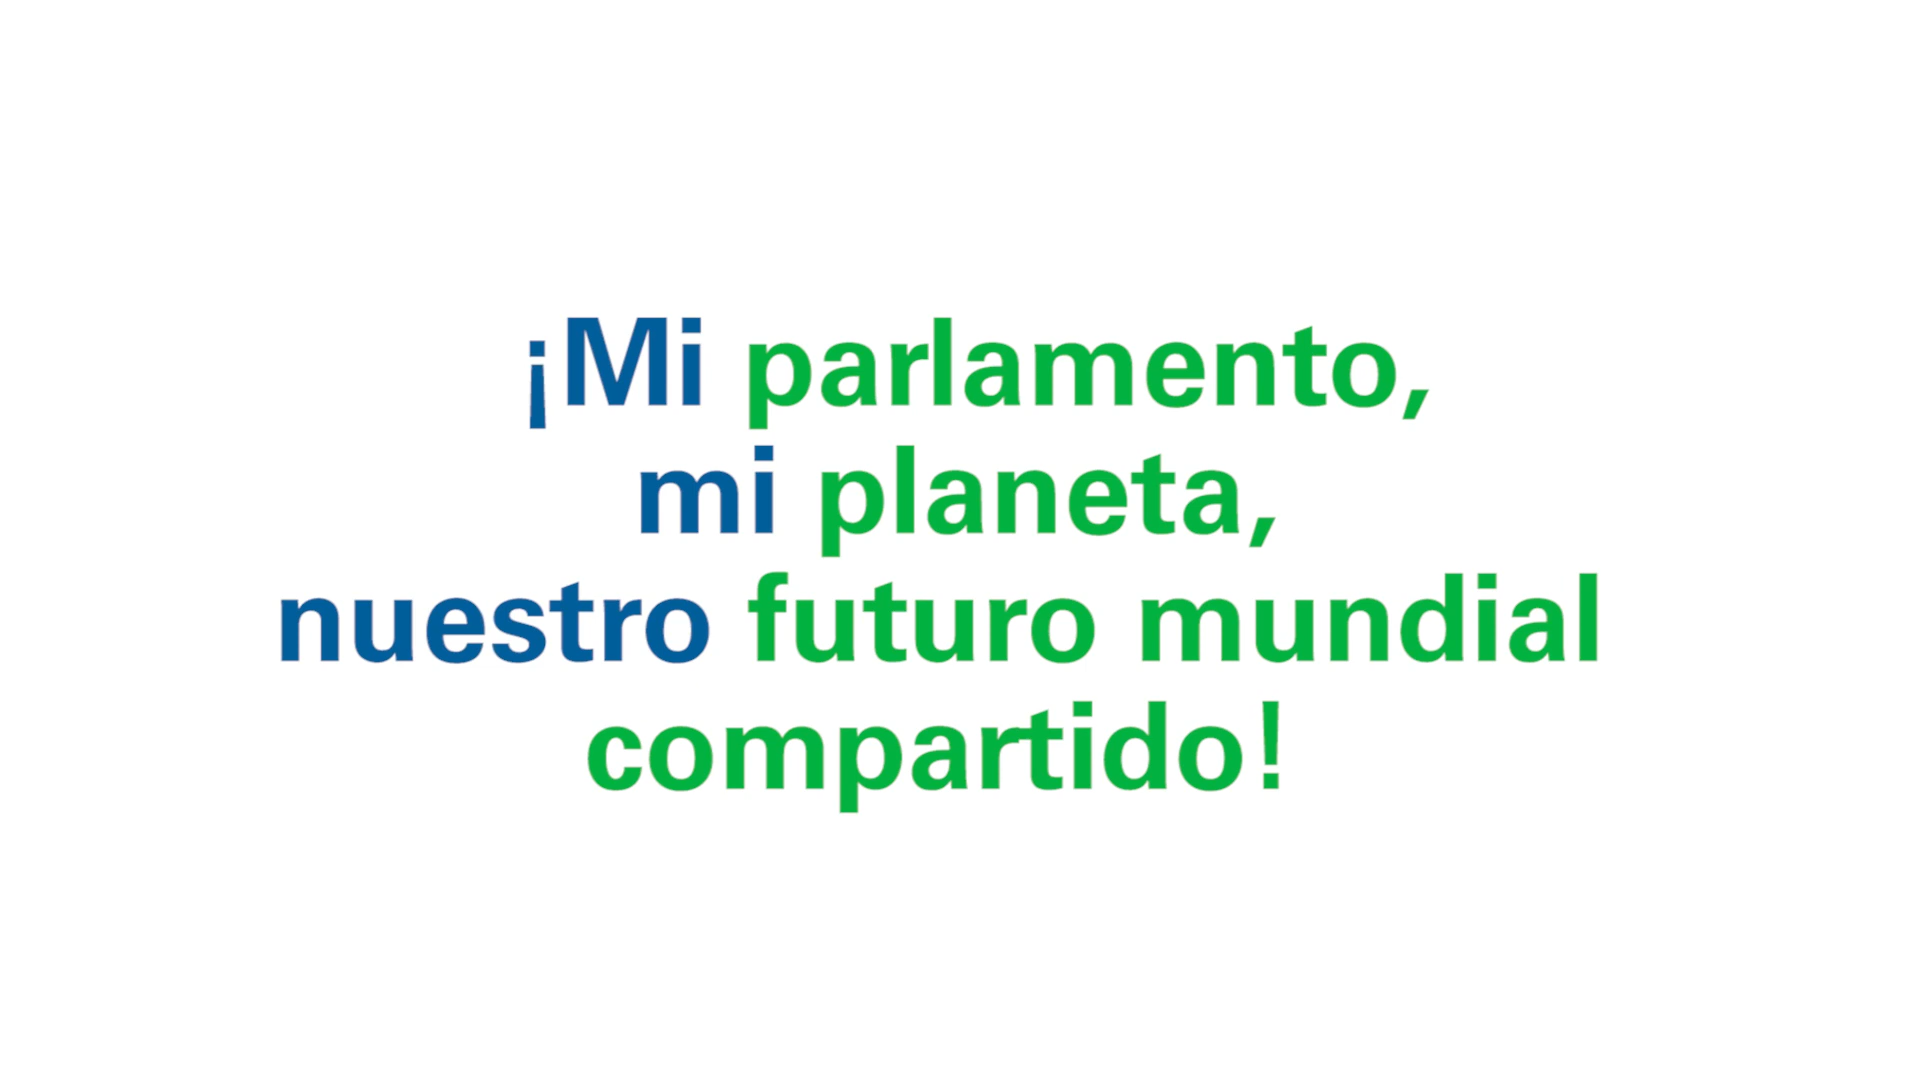 ¡Mi parlamento,
mi planeta,
nuestro futuro mundial
compartido!